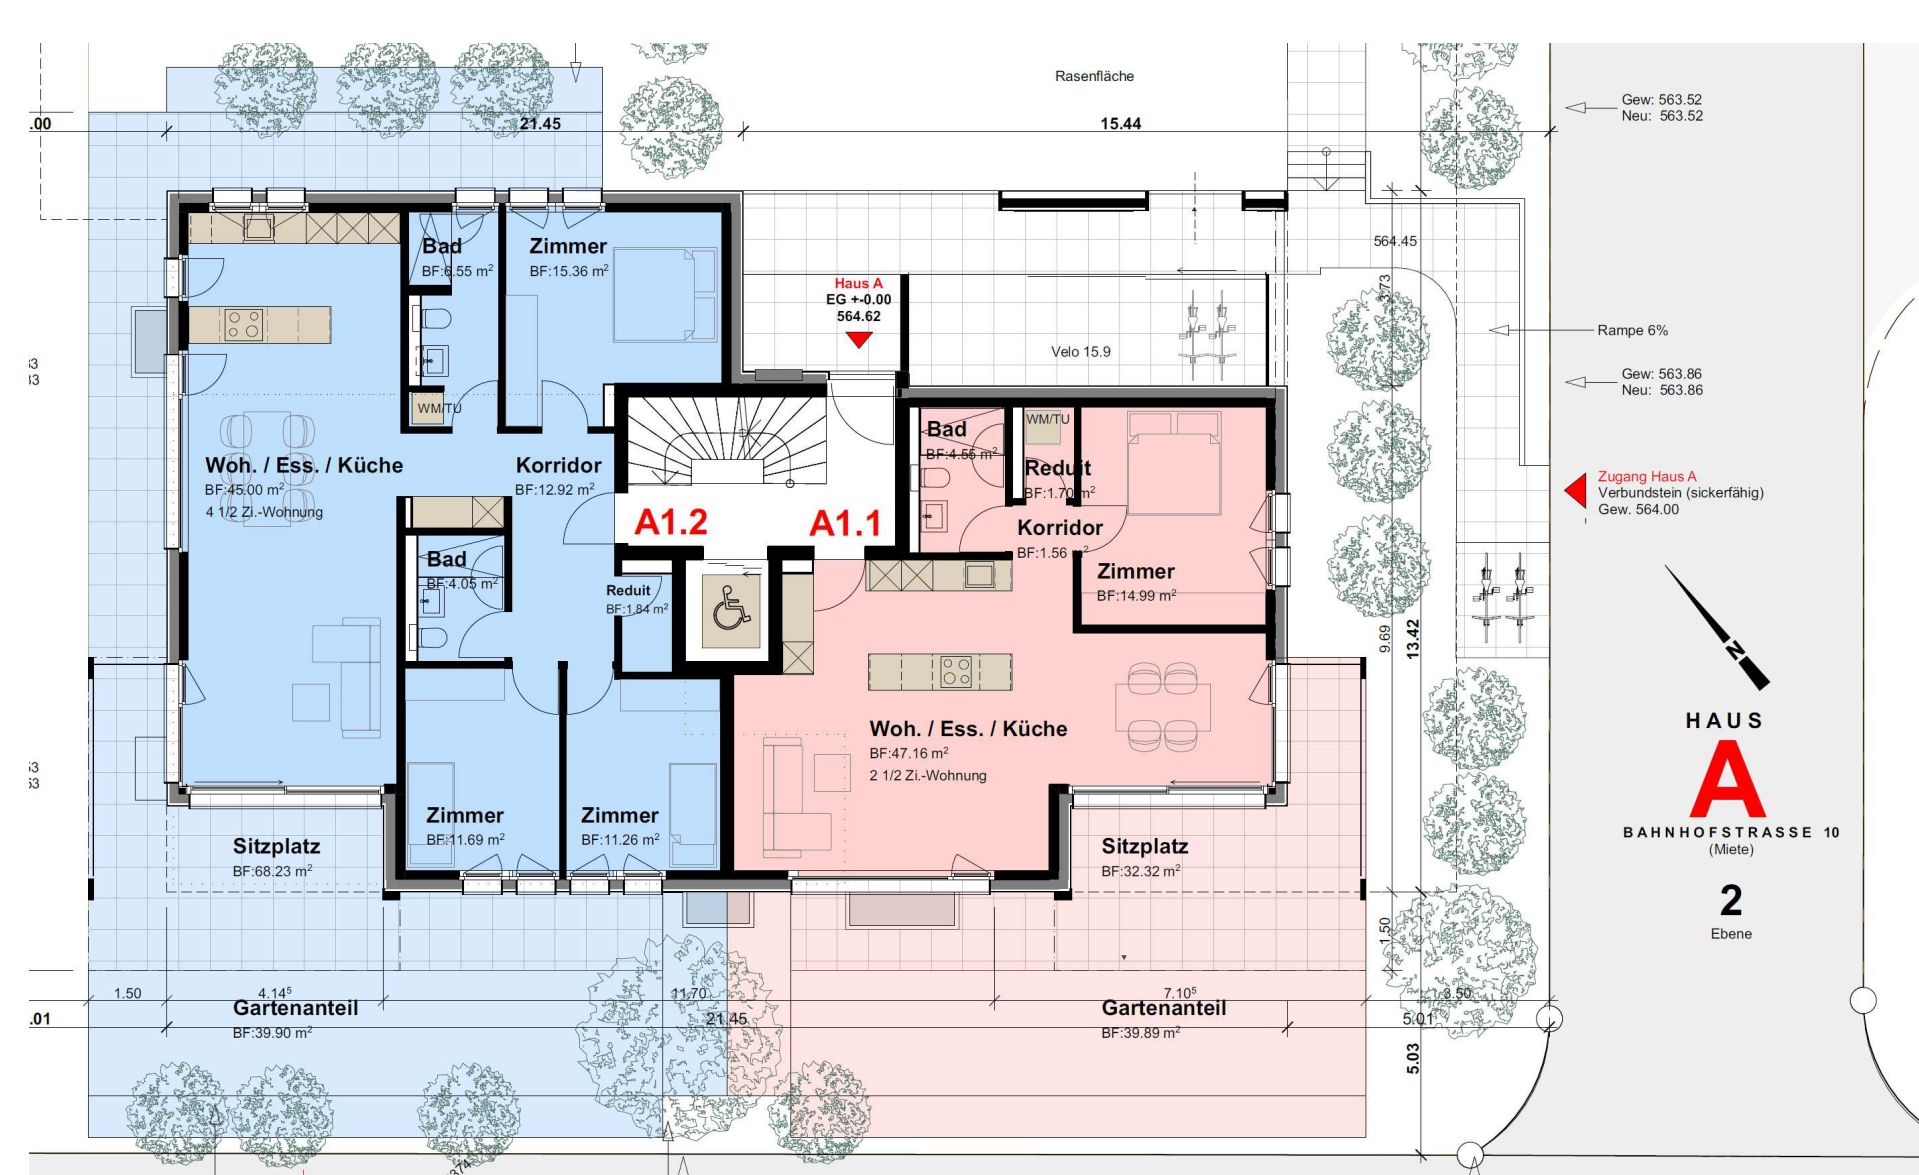 Rasenfläche
Gew: 563.52
Neu: 563.52
.00
21.45
15.44
Bad
BF:6.55 m²
Zimmer
BF:15.36 m²
564.45
Haus A
EG +-0.00
564.62
3.73
Velo 15.9
Rampe 6%
Gew: 563.86
Neu: 563.86
33
WM/TU
WM/TU
Bad
BF:4.55 m²
Woh. / Ess. / Küche
BF:45.00 m²
4 1/2 Zi.-Wohnung
Korridor
BF:12.92 m²
Reduit
BF:1.70 m²
Zugang Haus A
Verbundstein (sickerfähig)
Gew. 564.00
A1.2
A1.1
Korridor
BF:1.56 m²
Bad
BF:4.05 m²
Zimmer
BF:14.99 m²
Reduit
BF:1.84 m²
9.69
13.42
N
HAUS
A
BAHNHOFSTRASSE 10
(Miete)
2
Ebene
Woh. / Ess. / Küche
BF:47.16 m²
2 1/2 Zi.-Wohnung
53
Zimmer
BF:11.69 m²
Zimmer
BF:11.26 m²
Sitzplatz
BF:68.23 m²
Sitzplatz
BF:32.32 m²
1.50
1.50
4.14⁵
11.70
7.10⁵
3.50
Gartenanteil
BF:39.90 m²
Gartenanteil
BF:39.89 m²
.01
21.45
5.01
5.03